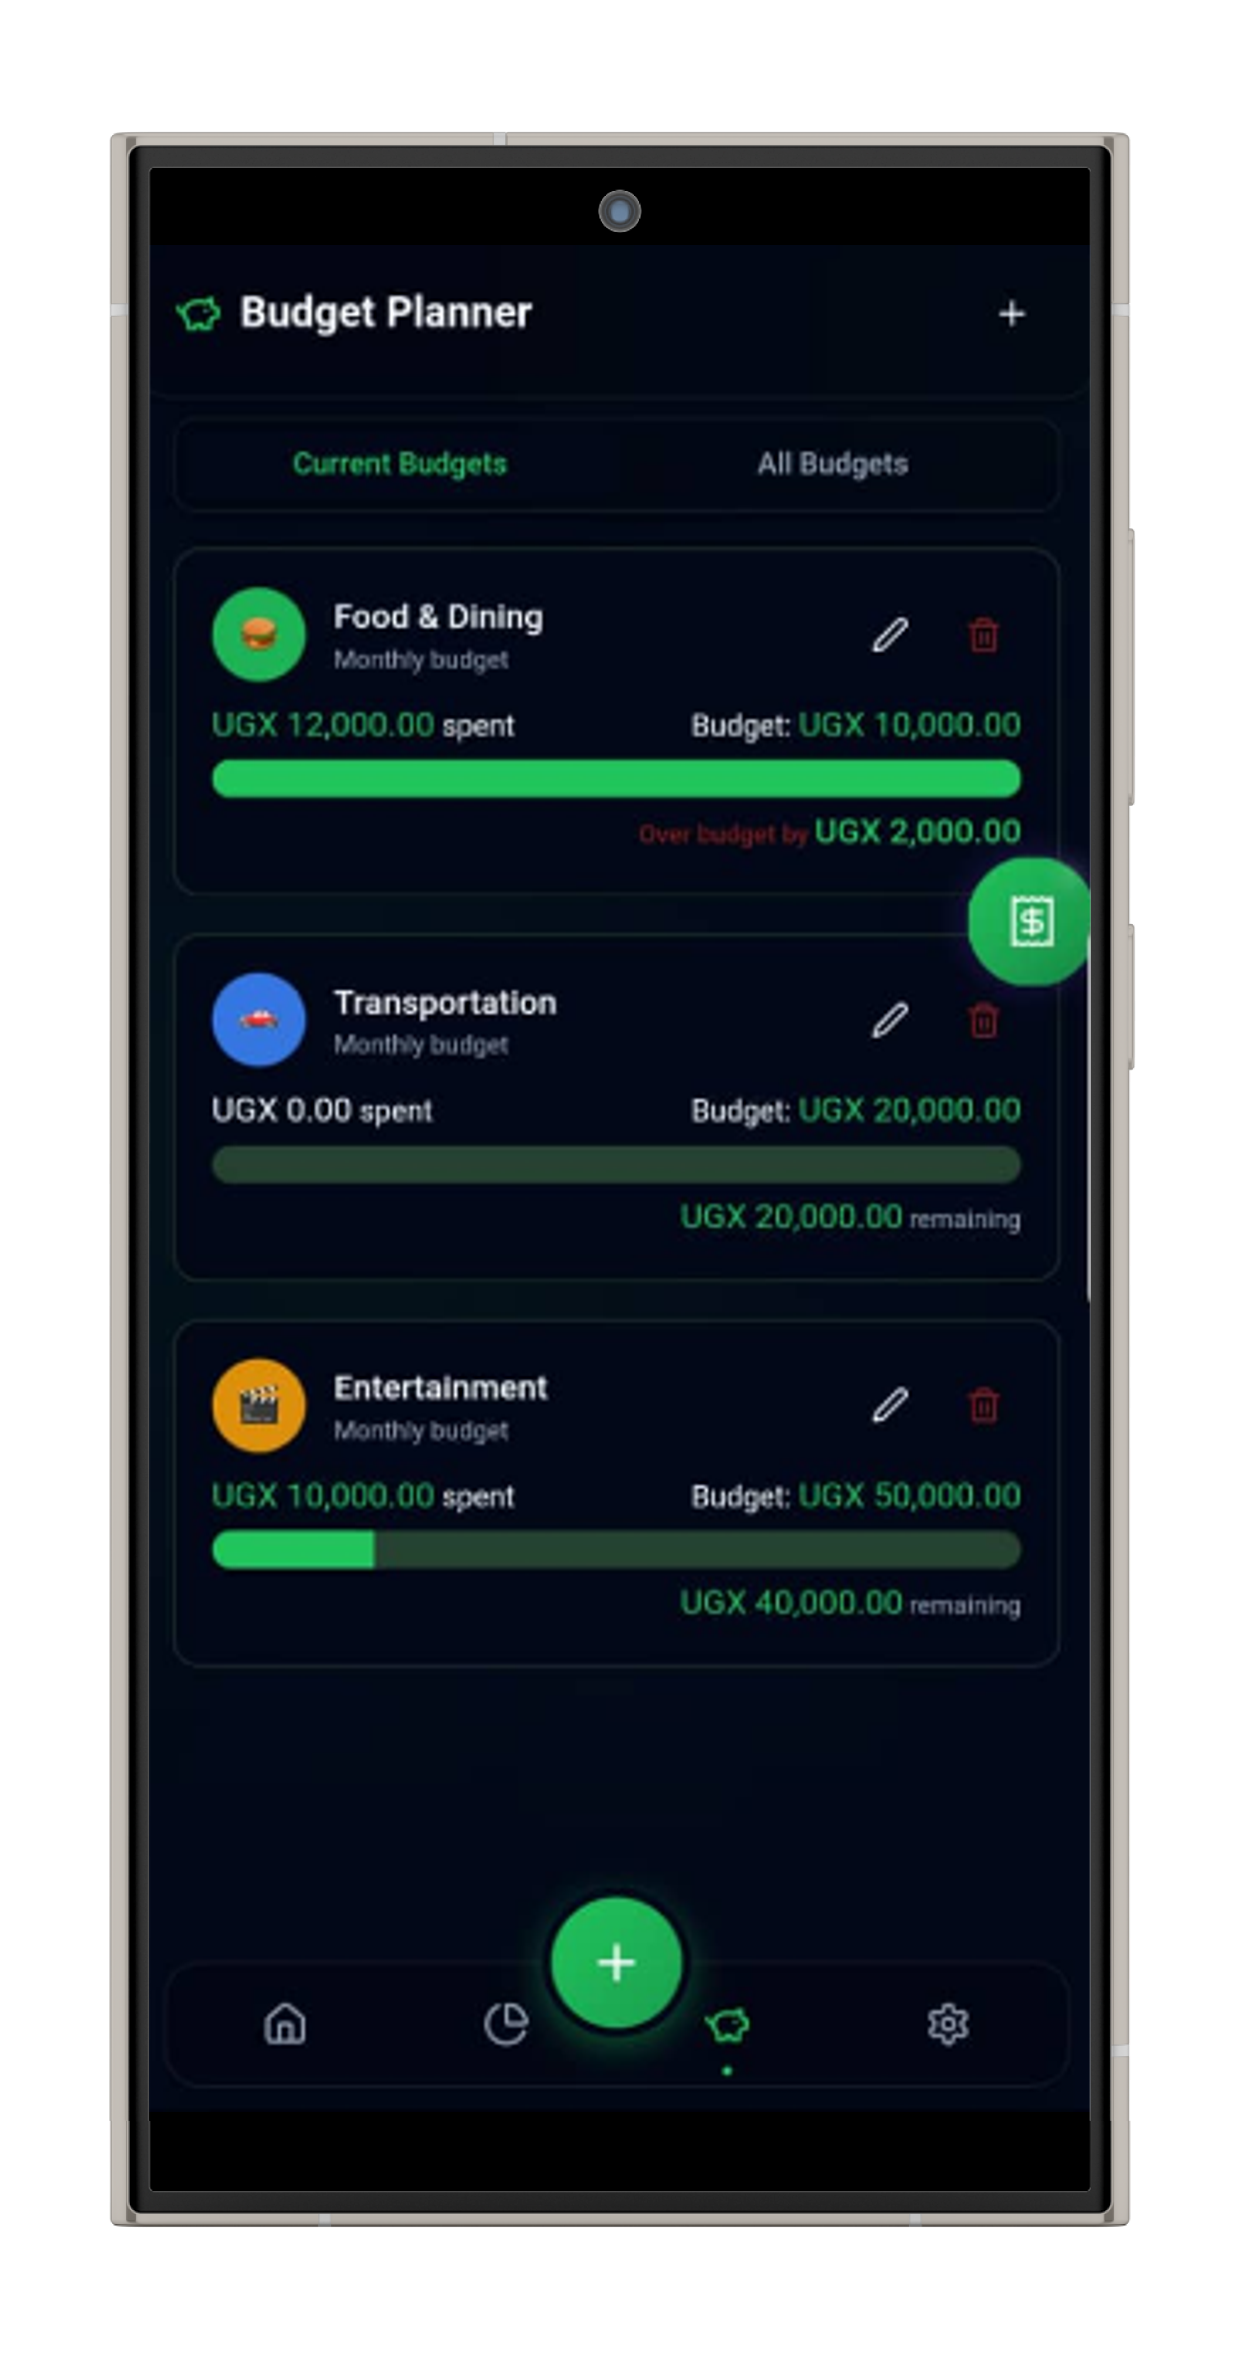 Budget Planner
Current Budgets All Budgets
Food & Dining
Monthly budget
UGX 12,000.00 spent Budget: UGX 10,000.00
Over budget by UGX 2,000.00
$
Transportation
Monthly budget
UGX 0.00 spent Budget: UGX 20,000.00
UGX 20,000.00 remaining
Entertainment
Monthly budget
UGX 10,000.00 spent Budget: UGX 50,000.00
UGX 40,000.00 remaining